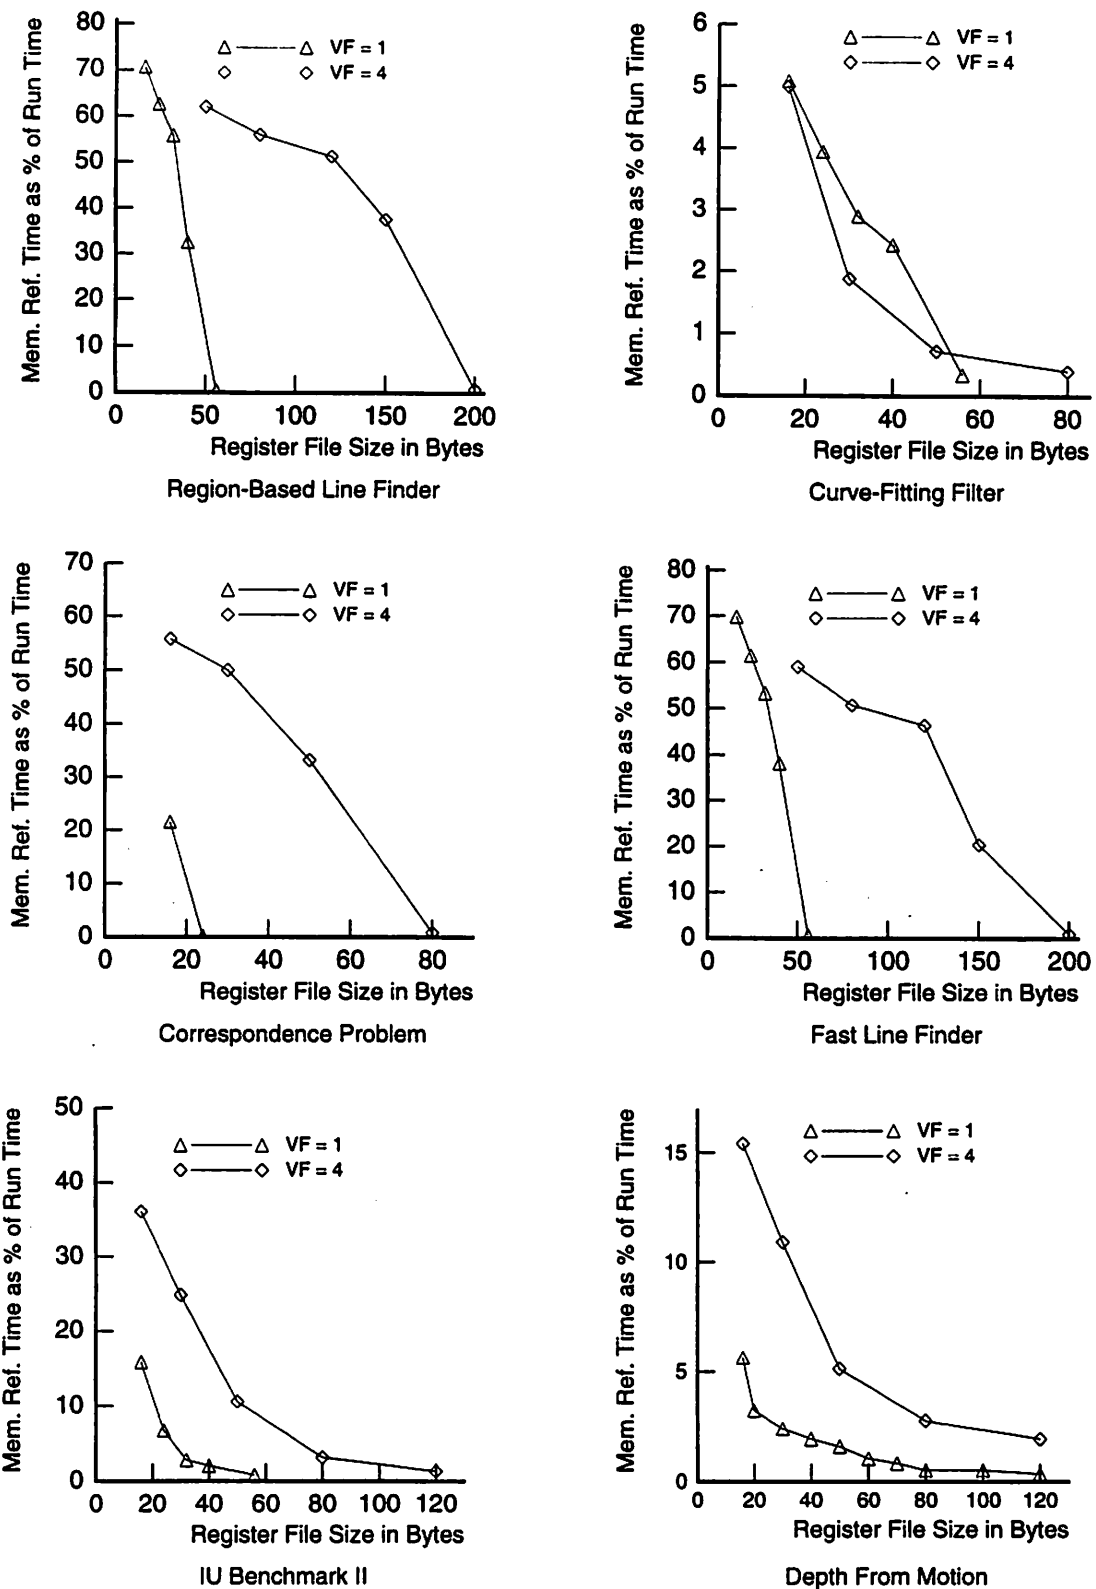 Mem. Ref. Time as % of Run Time
80
70
60
50
40
30
20
10
0
VF = 1
VF = 4
0 50 100 150 200
Register File Size in Bytes
Region-Based Line Finder
Mem. Ref. Time as % of Run Time
6
5
4
3
2
1
0
VF = 1
VF = 4
0 20 40 60 80
Register File Size in Bytes
Curve-Fitting Filter
Mem. Ref. Time as % of Run Time
70
60
50
40
30
20
10
0
VF = 1
VF = 4
0 20 40 60 80
Register File Size in Bytes
Correspondence Problem
Mem. Ref. Time as % of Run Time
80
70
60
50
40
30
20
10
0
VF = 1
VF = 4
0 50 100 150 200
Register File Size in Bytes
Fast Line Finder
Mem. Ref. Time as % of Run Time
50
40
30
20
10
0
VF = 1
VF = 4
0 20 40 60 80 100 120
Register File Size in Bytes
IU Benchmark II
Mem. Ref. Time as % of Run Time
15
10
5
0
VF = 1
VF = 4
0 20 40 60 80 100 120
Register File Size in Bytes
Depth From Motion